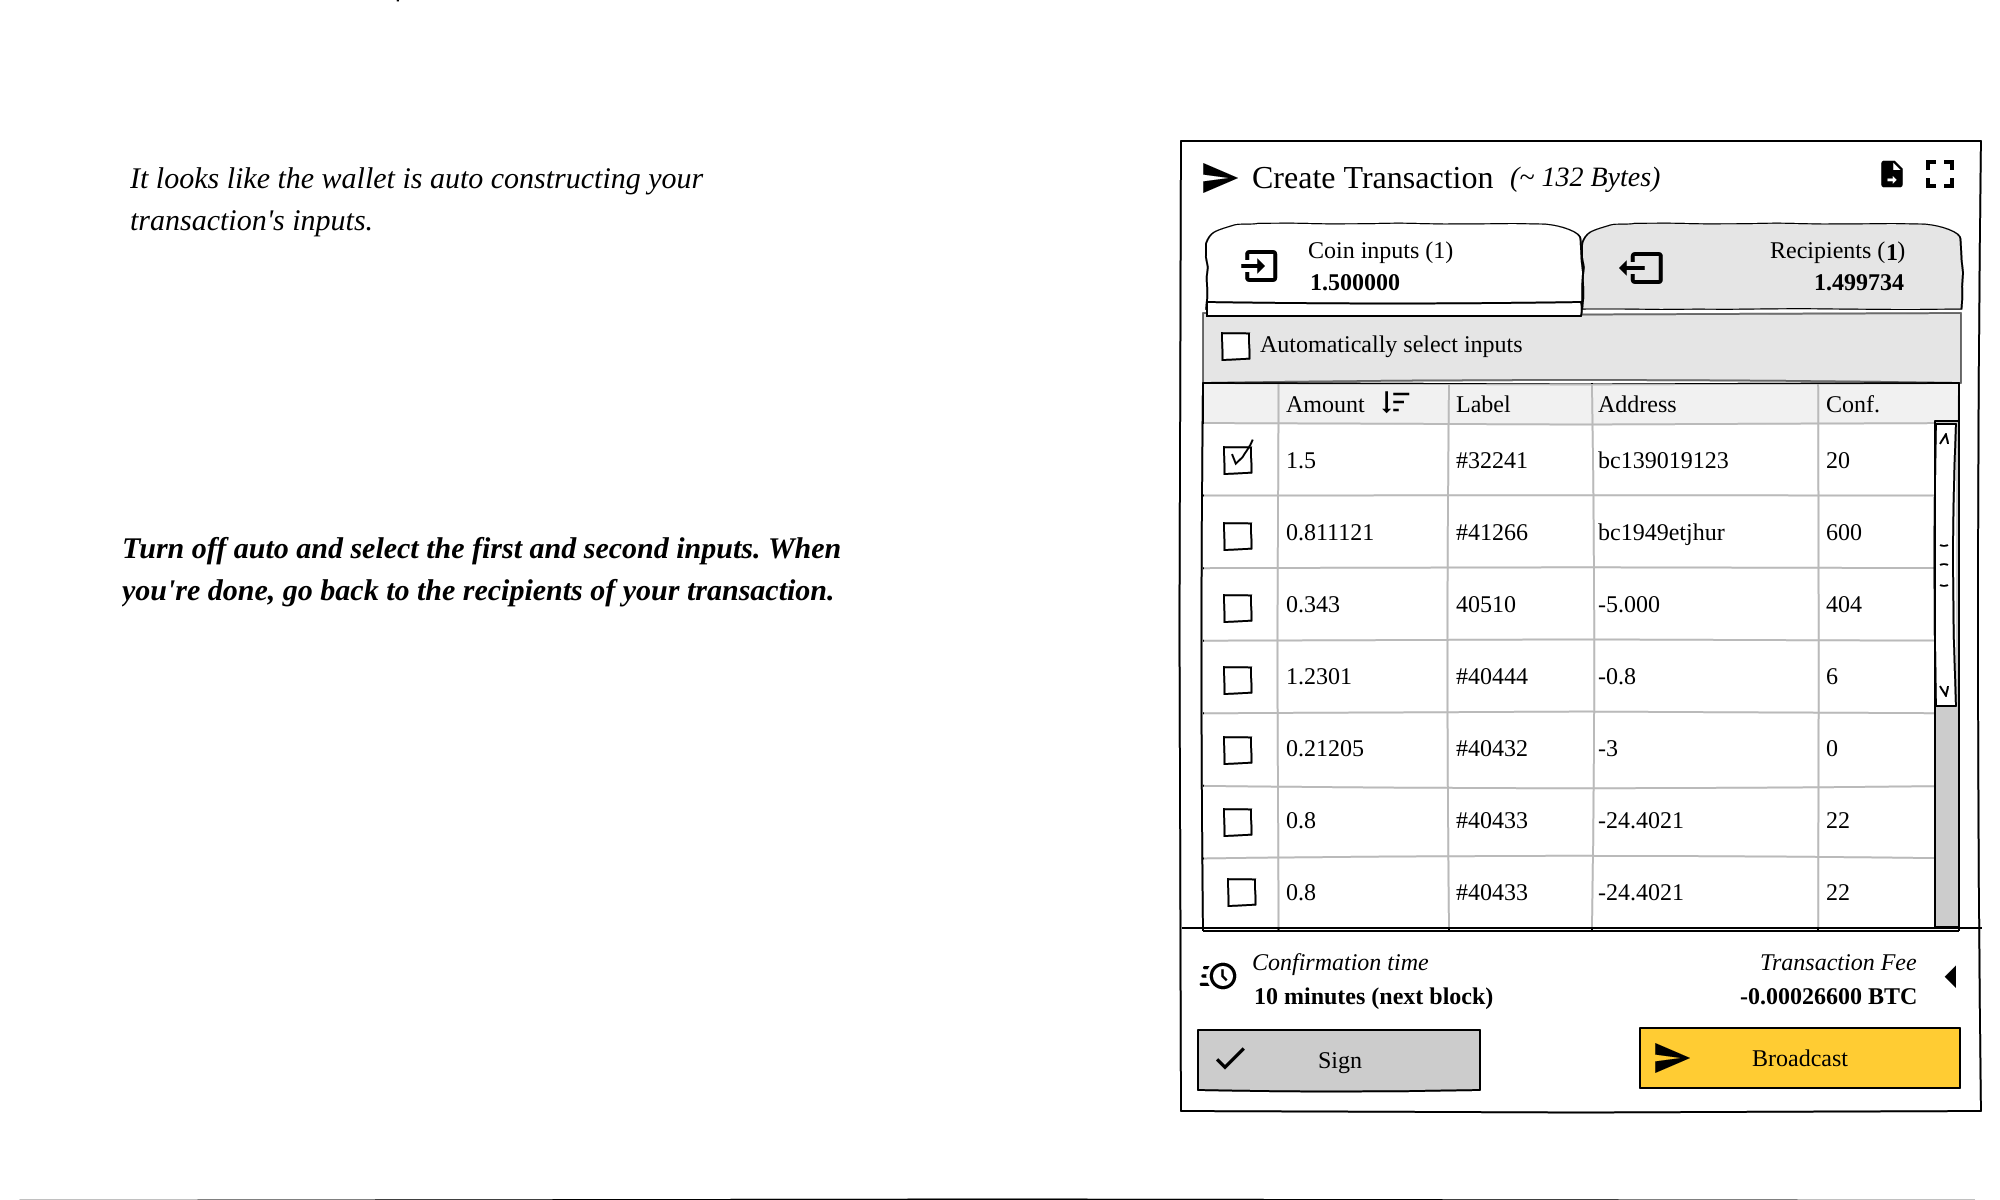 It looks like the wallet is auto constructing your
transaction's inputs.
Turn off auto and select the first and second inputs. When
you're done, go back to the recipients of your transaction.
Create Transaction (~ 132 Bytes)
Coin inputs (1)
1.500000
Recipients (1)
1.499734
Automatically select inputs
Amount Label Address Conf.
1.5 #32241 bc139019123 20
0.811121 #41266 bc1949etjhur 600
0.343 40510 -5.000 404
1.2301 #40444 -0.8 6
0.21205 #40432 -3 0
0.8 #40433 -24.4021 22
0.8 #40433 -24.4021 22
Confirmation time
10 minutes (next block)
Transaction Fee
-0.00026600 BTC
Sign
Broadcast